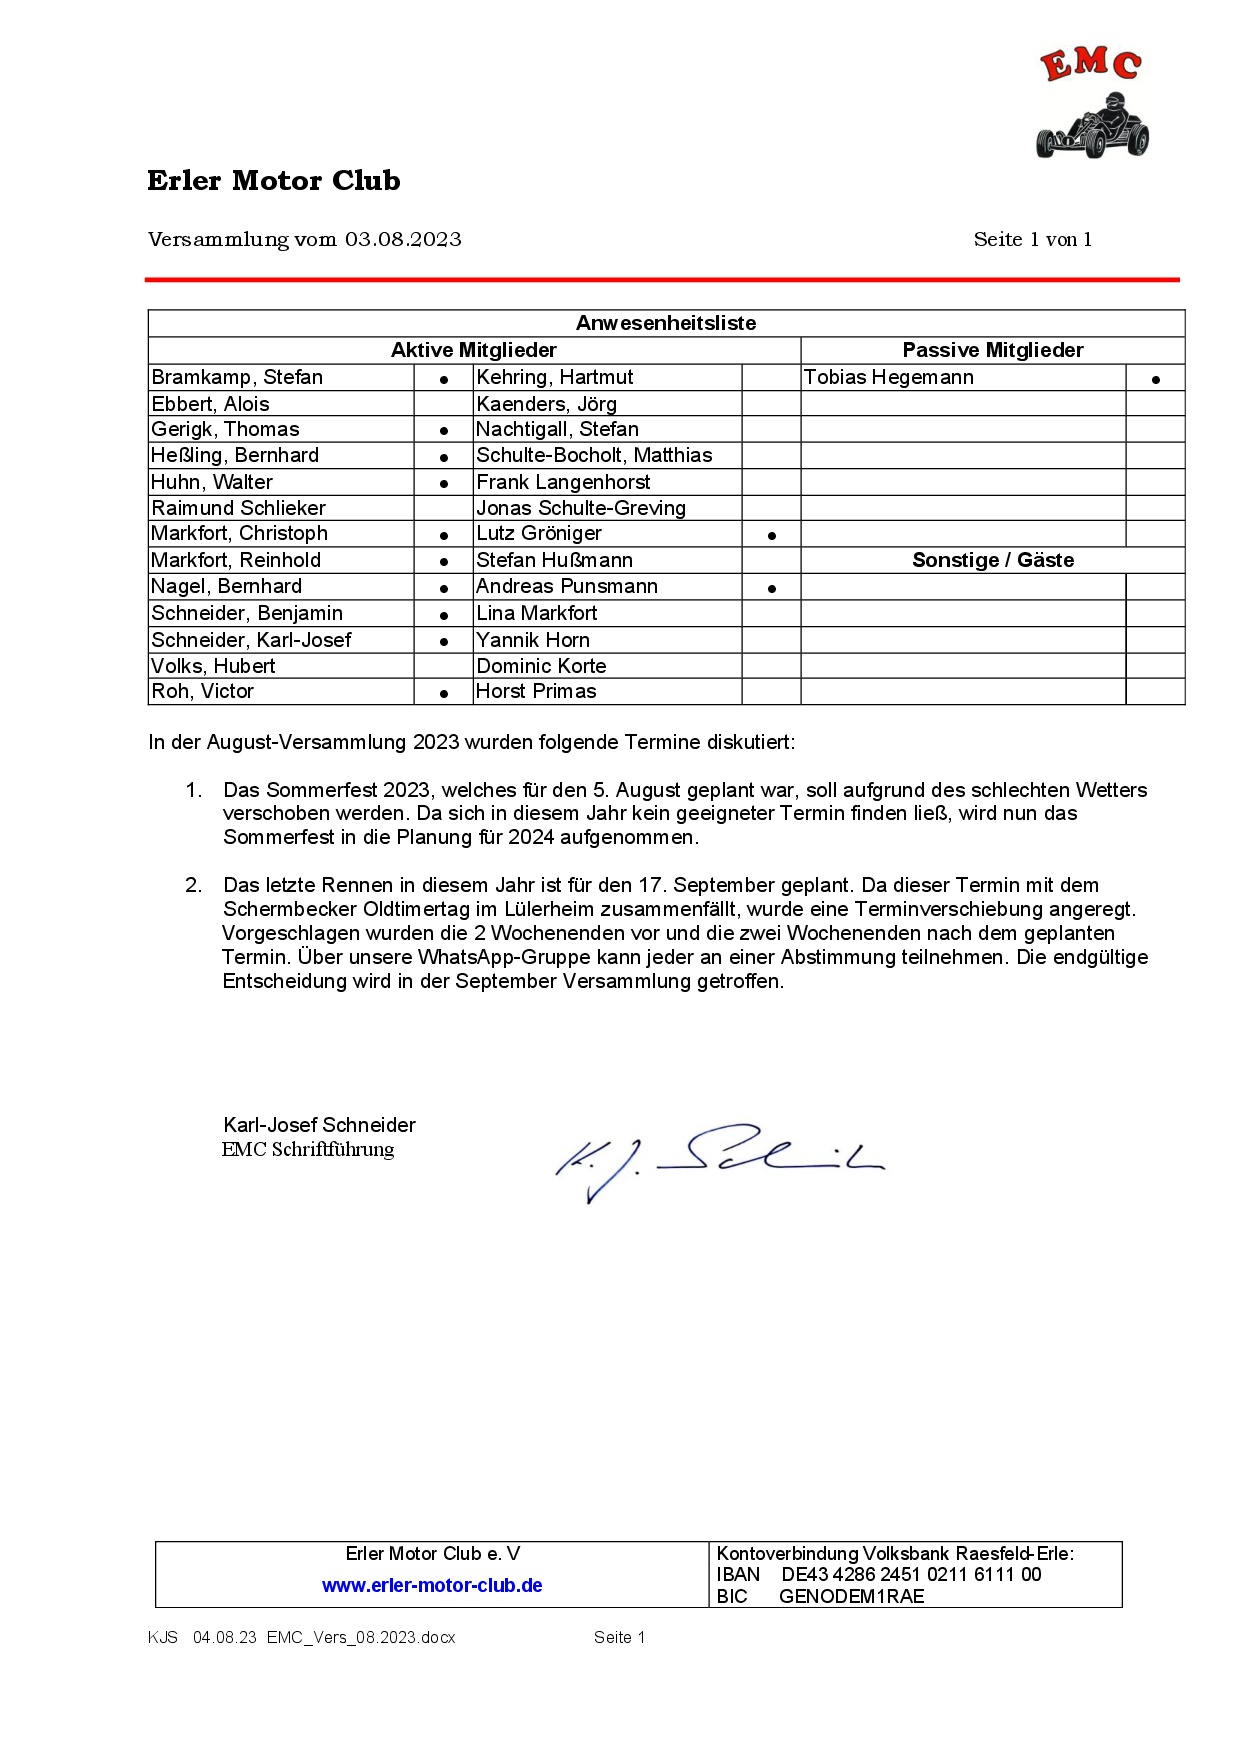 EMC
Erler Motor Club
Versammlung vom 03.08.2023 Seite 1 von 1
Anwesenheitsliste
Aktive Mitglieder Passive Mitglieder
Bramkamp, Stefan • Kehring, Hartmut Tobias Hegemann •
Ebbert, Alois Kaenders, Jörg
Gerigk, Thomas • Nachtigall, Stefan
Heßling, Bernhard • Schulte-Bocholt, Matthias
Huhn, Walter • Frank Langenhorst
Raimund Schlieker Jonas Schulte-Greving
Markfort, Christoph • Lutz Gröniger •
Markfort, Reinhold • Stefan Hußmann Sonstige / Gäste
Nagel, Bernhard • Andreas Punsmann •
Schneider, Benjamin • Lina Markfort
Schneider, Karl-Josef • Yannik Horn
Volks, Hubert Dominic Korte
Roh, Victor • Horst Primas
In der August-Versammlung 2023 wurden folgende Termine diskutiert:
1. Das Sommerfest 2023, welches für den 5. August geplant war, soll aufgrund des schlechten Wetters
verschoben werden. Da sich in diesem Jahr kein geeigneter Termin finden ließ, wird nun das
Sommerfest in die Planung für 2024 aufgenommen.
2. Das letzte Rennen in diesem Jahr ist für den 17. September geplant. Da dieser Termin mit dem
Schermbecker Oldtimertag im Lülerheim zusammenfällt, wurde eine Terminverschiebung angeregt.
Vorgeschlagen wurden die 2 Wochenenden vor und die zwei Wochenenden nach dem geplanten
Termin. Über unsere WhatsApp-Gruppe kann jeder an einer Abstimmung teilnehmen. Die endgültige
Entscheidung wird in der September Versammlung getroffen.
Karl-Josef Schneider
EMC Schriftführung
K. J. Schneider
Erler Motor Club e. V
www.erler-motor-club.de
Kontoverbindung Volksbank Raesfeld-Erle:
IBAN DE43 4286 2451 0211 6111 00
BIC GENODEM1RAE
KJS 04.08.23 EMC_Vers_08.2023.docx Seite 1